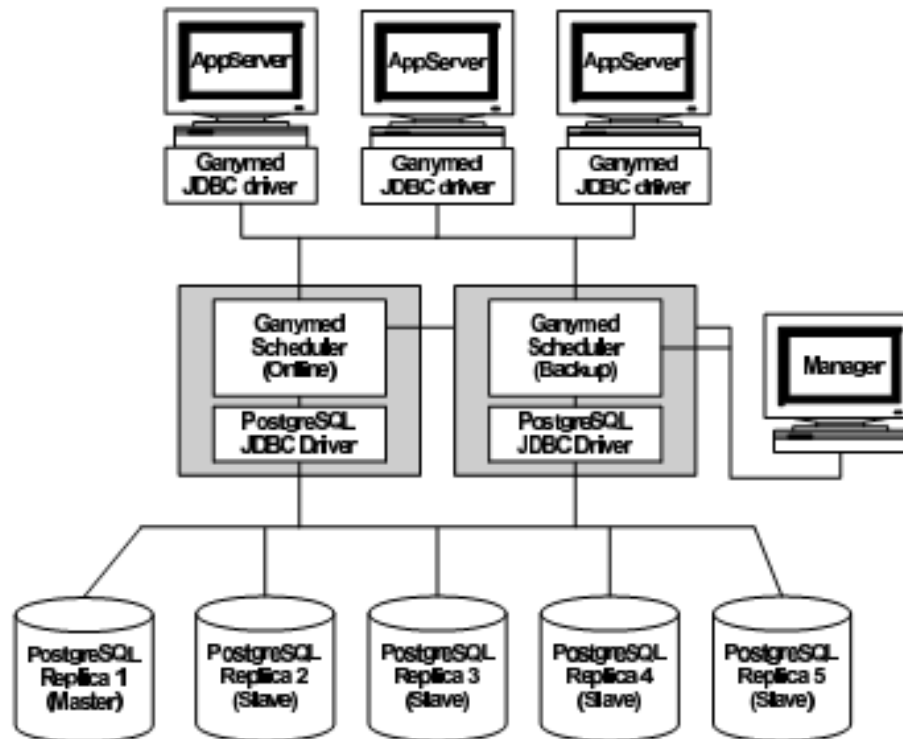 AppServer
AppServer
AppServer
Ganymed
JDBC driver
Ganymed
JDBC driver
Ganymed
JDBC driver
Ganymed
Scheduler
(Online)
Ganymed
Scheduler
(Backup)
Manager
PostgreSQL
JDBC Driver
PostgreSQL
JDBC Driver
PostgreSQL
Replica 1
(Master)
PostgreSQL
Replica 2
(Slave)
PostgreSQL
Replica 3
(Slave)
PostgreSQL
Replica 4
(Slave)
PostgreSQL
Replica 5
(Slave)